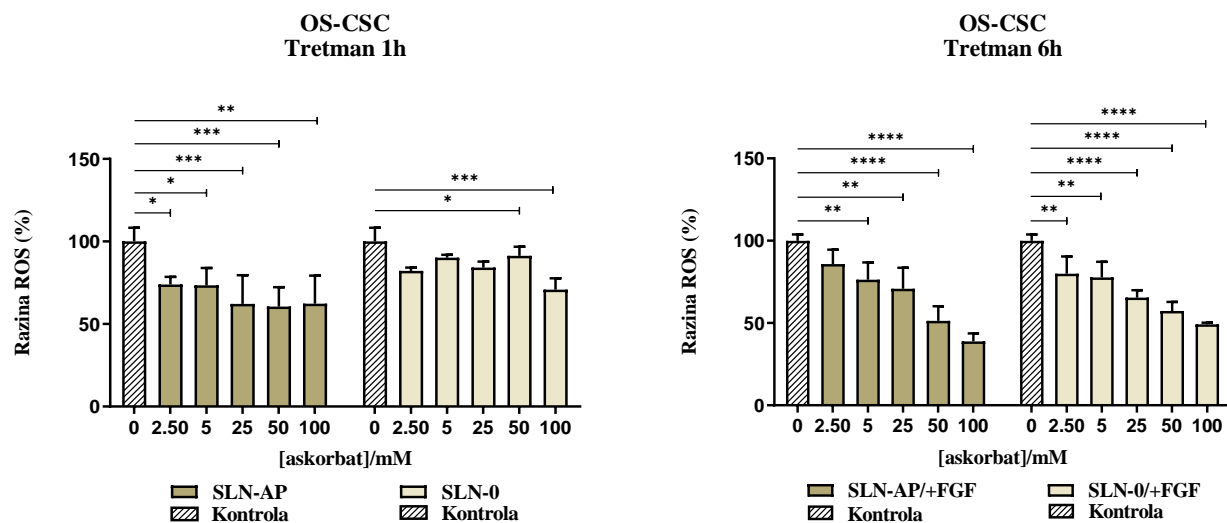 OS-CSC
Tretman 1h
Razina ROS (%)
150
100
50
0
**
***
***
*
*
***
*
0 2.50 5 25 50 100 0 2.50 5 25 50 100
[askorbat]/mM
SLN-AP SLN-0
Kontrola Kontrola
OS-CSC
Tretman 6h
Razina ROS (%)
150
100
50
0
****
****
**
**
****
****
****
**
**
0 2.50 5 25 50 100 0 2.50 5 25 50 100
[askorbat]/mM
SLN-AP/+FGF SLN-0/+FGF
Kontrola Kontrola